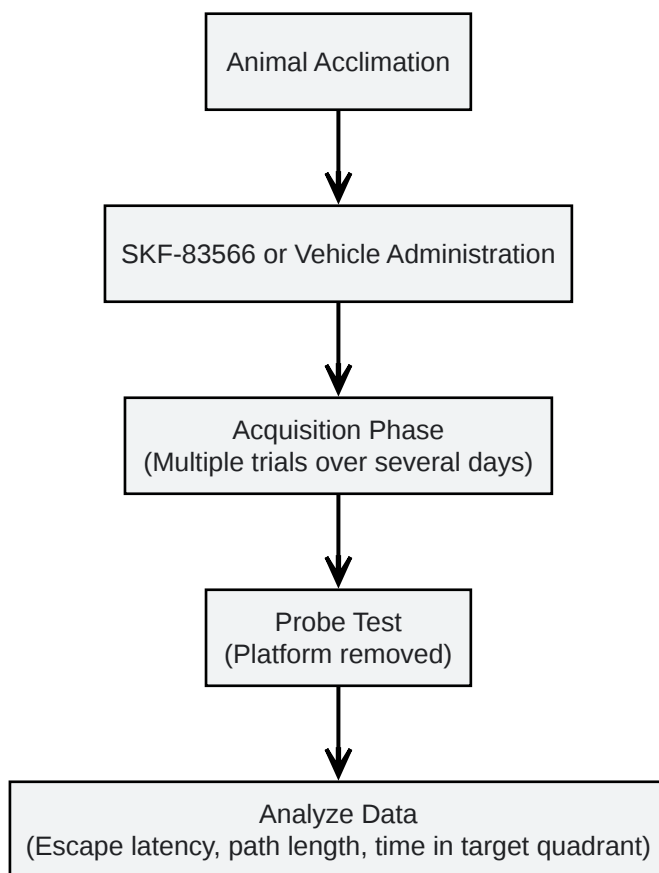 Animal Acclimation
SKF-83566 or Vehicle Administration
Acquisition Phase
(Multiple trials over several days)
Probe Test
(Platform removed)
Analyze Data
(Escape latency, path length, time in target quadrant)